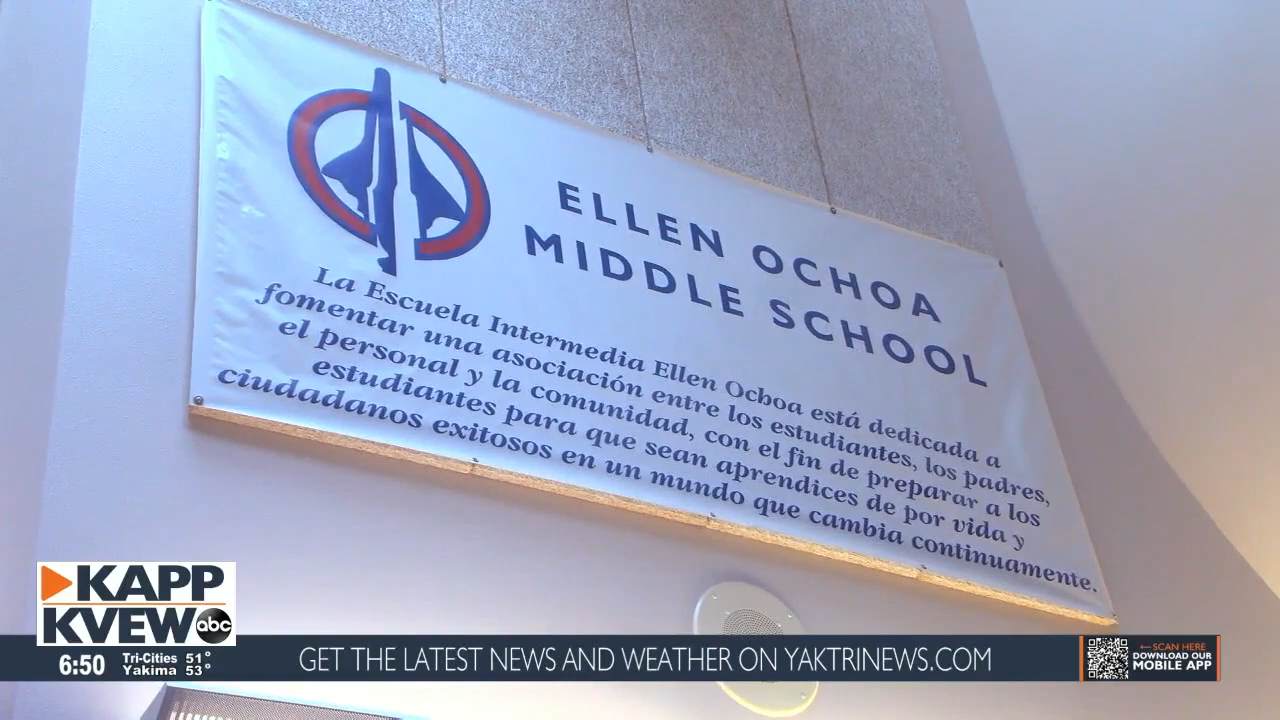 ELLEN OCHOA
MIDDLE SCHOOL
La Escuela Intermedia Ellen Ochoa está dedicada a
fomentar una asociación entre los estudiantes, los padres,
el personal y la comunidad, con el fin de preparar a los
estudiantes para que sean aprendices de por vida y
ciudadanos exitosos en un mundo que cambia continuamente.
KAPP
KVEW abc
6:50
Tri-Cities 51°
Yakima 53°
GET THE LATEST NEWS AND WEATHER ON YAKTRINEWS.COM
←SCAN HERE
DOWNLOAD OUR
MOBILE APP